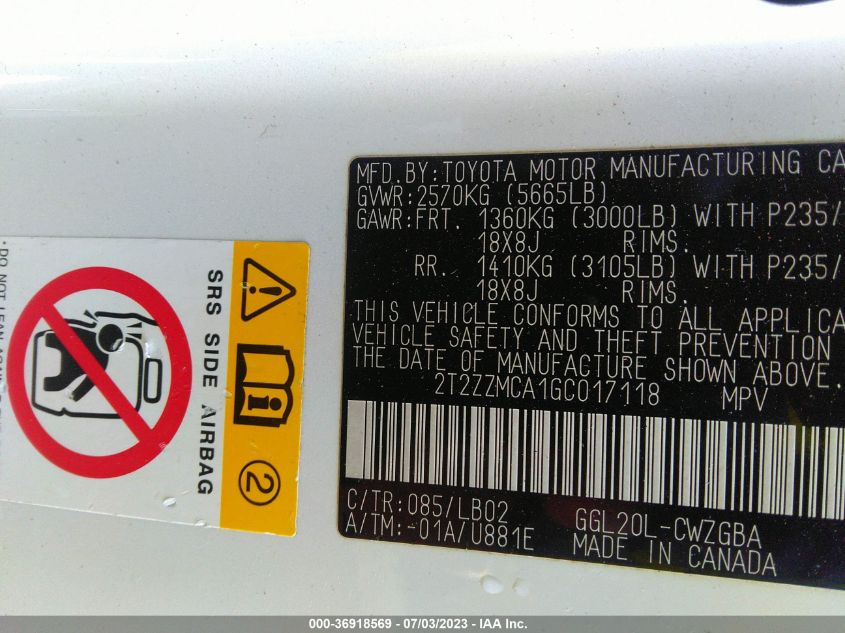 MFD.BY:TOYOTA MOTOR MANUFACTURING CA
GVWR:2570KG (5665LB)
GAWR:FRT. 1360KG (3000LB) WITH P235/
18X8J RIMS.
RR. 1410KG (3105LB) WITH P235/
18X8J RIMS.
THIS VEHICLE CONFORMS TO ALL APPLICA
VEHICLE SAFETY AND THEFT PREVENTION
THE DATE OF MANUFACTURE SHOWN ABOVE.
2T2ZZMCA1GC017118 MPV
C/TR:085/LB02 GGL20L-CWZGBA
A/TM:-01A/U881E MADE IN CANADA
SRS SIDE AIRBAG
2
•DO NOT LEAN
000-36918569 - 07/03/2023 - IAA Inc.